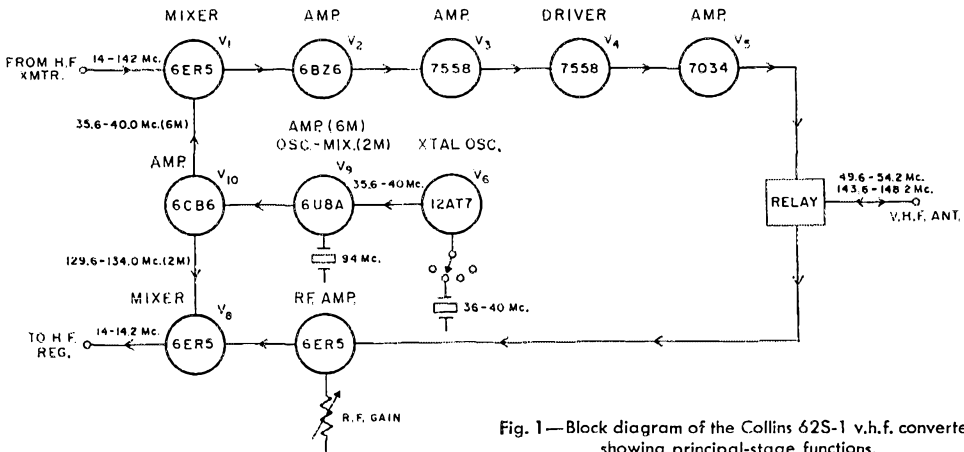 MIXER AMP. AMP. DRIVER AMP.
V1 V2 V3 V4 V5
FROM H.F.
XMTR.
14-142 Mc.
6ER5 6BZ6 7558 7558 7034
35.6-40.0 Mc.(6M)
AMP. (6M)
OSC.-MIX.(2M) XTAL OSC.
AMP.
V10 V9 V6
35.6-40 Mc.
6CB6 6U8A 12AT7
RELAY
49.6-54.2 Mc.
143.6-148.2 Mc.
V.H.F. ANT.
94 Mc.
129.6-134.0 Mc.(2M)
36-40 Mc.
MIXER RF. AMP.
V8
14-14.2 Mc.
TO H.F.
REG.
6ER5 6ER5
R.F. GAIN
Fig. 1—Block diagram of the Collins 62S-1 v.h.f. converte
showing principal-stage functions.